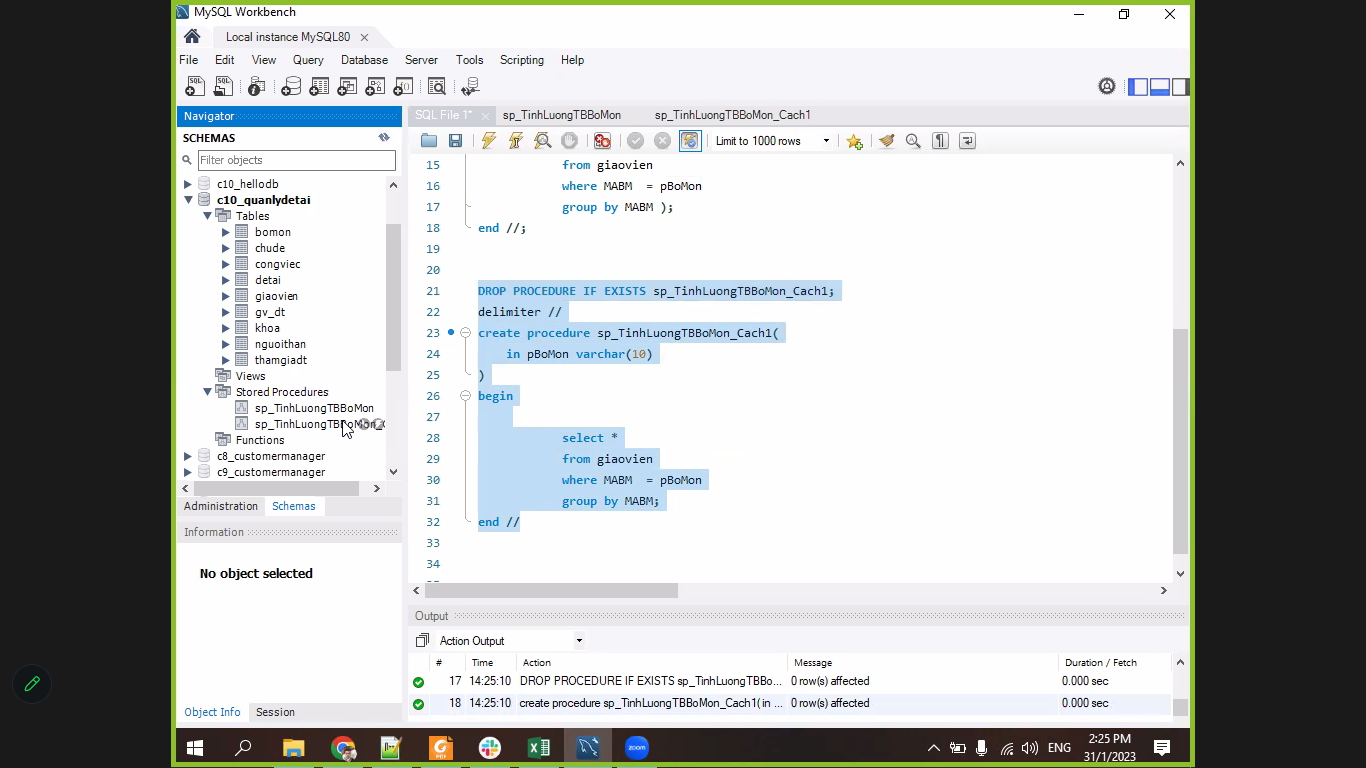 MySQL Workbench
Local instance MySQL80
File Edit View Query Database Server Tools Scripting Help
Navigator
SCHEMAS
Filter objects
c10_hellodb
c10_quanlydetai
Tables
bomon
chude
congviec
detai
giaovien
gv_dt
khoa
nguoithan
thamgiadt
Views
Stored Procedures
sp_TinhLuongTBBoMon
sp_TinhLuongTBBoMon_C
Functions
c8_customermanager
c9_customermanager
Administration Schemas
Information
No object selected
Object Info Session
SQL File 1* sp_TinhLuongTBBoMon sp_TinhLuongTBBoMon_Cach1
Limit to 1000 rows
15 from giaovien
16 where MABM = pBoMon
17 group by MABM );
18 end //;
19
20
21 DROP PROCEDURE IF EXISTS sp_TinhLuongTBBoMon_Cach1;
22 delimiter //
23 create procedure sp_TinhLuongTBBoMon_Cach1(
24 in pBoMon varchar(10)
25 )
26 begin
27
28 select *
29 from giaovien
30 where MABM = pBoMon
31 group by MABM;
32 end //
33
34
Output
Action Output
# Time Action Message Duration / Fetch
17 14:25:10 DROP PROCEDURE IF EXISTS sp_TinhLuongTBBo... 0 row(s) affected 0.000 sec
18 14:25:10 create procedure sp_TinhLuongTBBoMon_Cach1( in ... 0 row(s) affected 0.000 sec
zoom
ENG
2:25 PM
31/1/2023